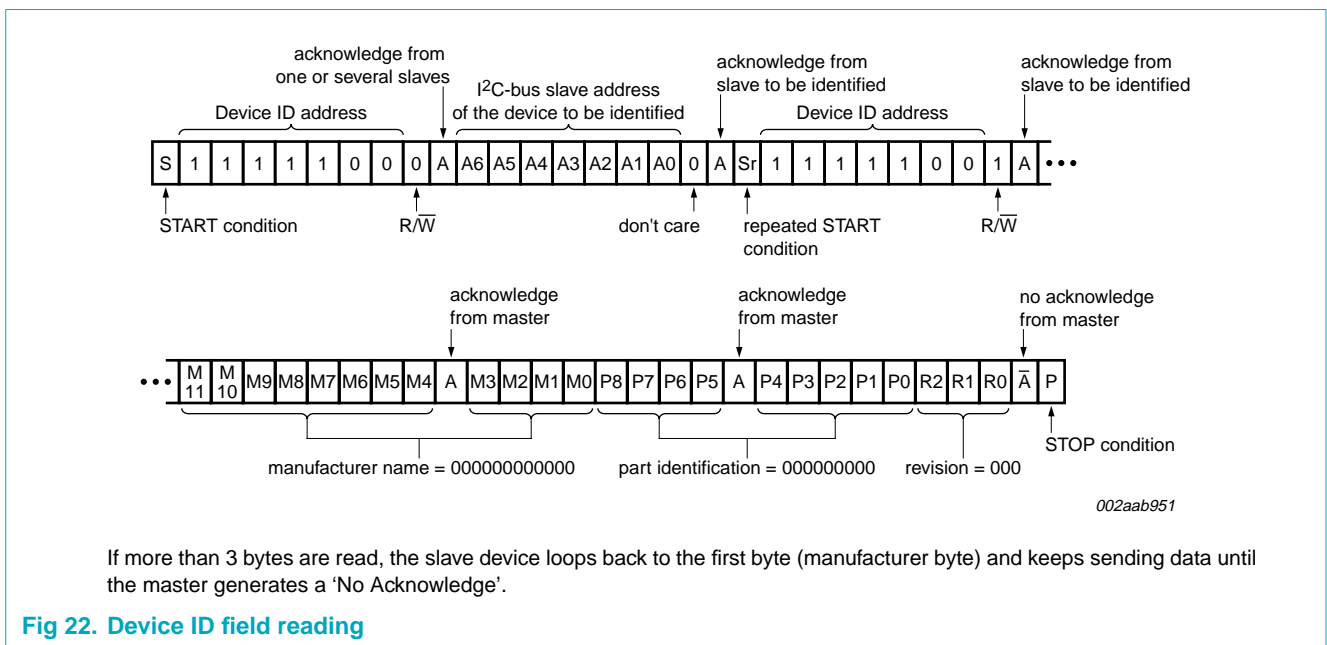 acknowledge from
one or several slaves
I2C-bus slave address
of the device to be identified
acknowledge from
slave to be identified
acknowledge from
slave to be identified
Device ID address
Device ID address
S 1 1 1 1 1 0 0 0 A A6 A5 A4 A3 A2 A1 A0 0 A Sr 1 1 1 1 1 0 0 1 A •••
START condition
R/W̅
don't care
repeated START
condition
R/W̅
acknowledge
from master
acknowledge
from master
no acknowledge
from master
••• M11 M10 M9 M8 M7 M6 M5 M4 A M3 M2 M1 M0 P8 P7 P6 P5 A P4 P3 P2 P1 P0 R2 R1 R0 A̅ P
STOP condition
manufacturer name = 000000000000
part identification = 000000000
revision = 000
002aab951
If more than 3 bytes are read, the slave device loops back to the first byte (manufacturer byte) and keeps sending data until
the master generates a ‘No Acknowledge’.
Fig 22. Device ID field reading